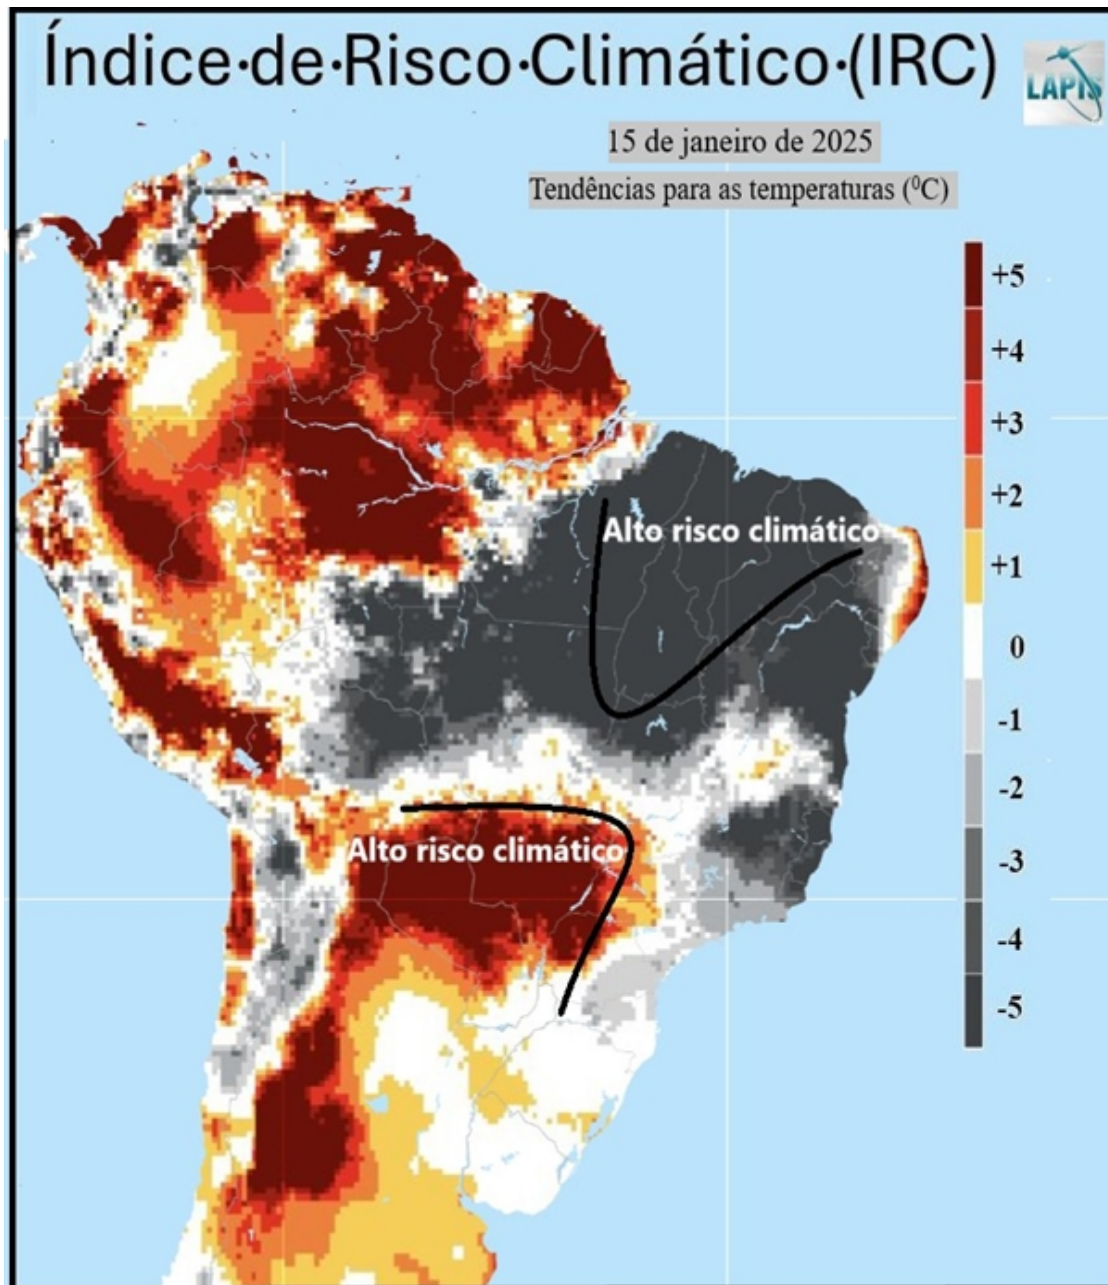 Índice·de·Risco·Climático·(IRC)
LAPIS
15 de janeiro de 2025
Tendências para as temperaturas (⁰C)
+5
+4
+3
+2
+1
0
-1
-2
-3
-4
-5
Alto risco climático
Alto risco climático